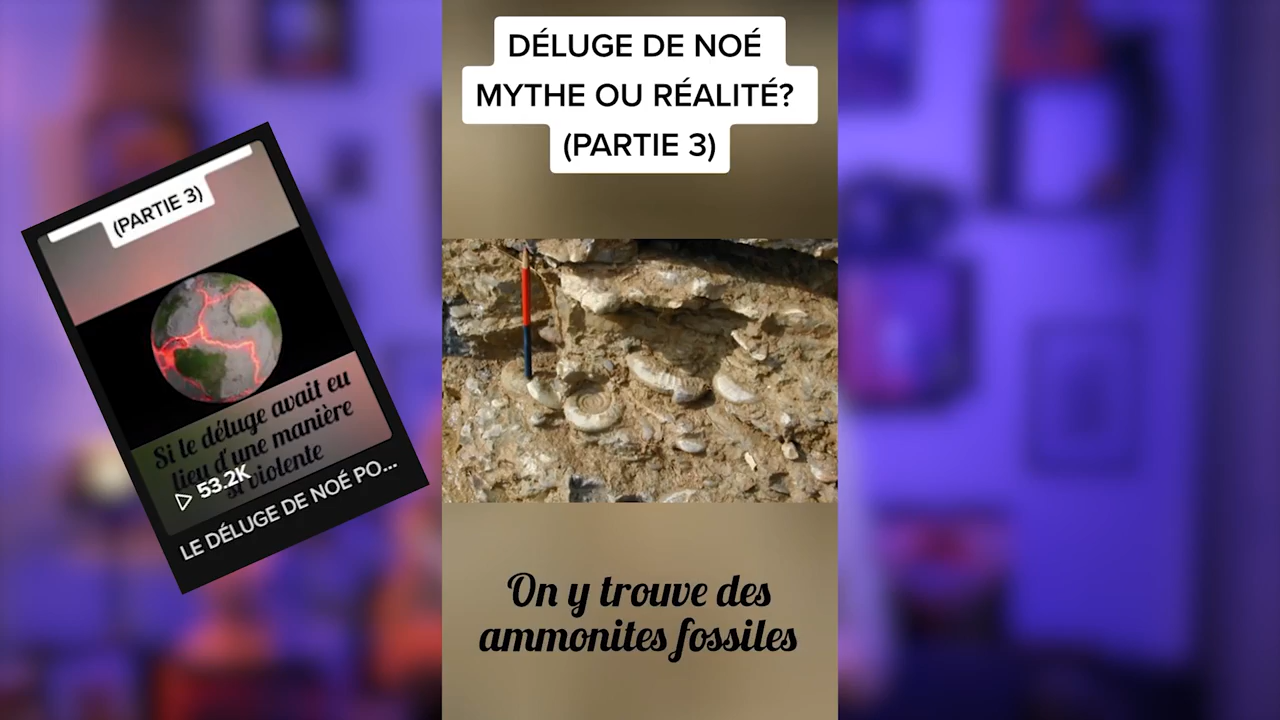 DÉLUGE DE NOÉ
MYTHE OU RÉALITÉ?
(PARTIE 3)
On y trouve des
ammonites fossiles
(PARTIE 3)
Si le déluge avait eu
lieu d'une manière
si violente
53.2K
LE DÉLUGE DE NOÉ PO...